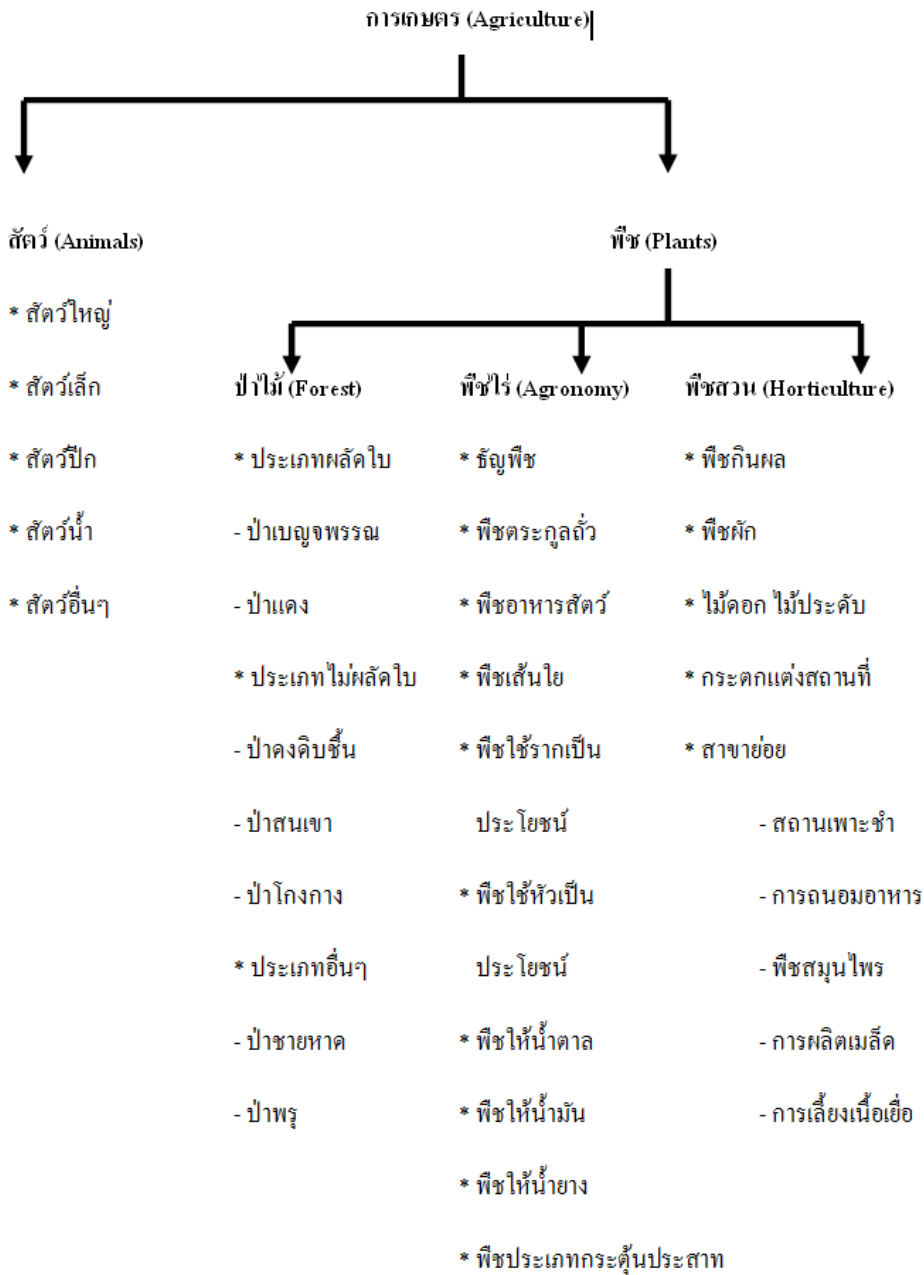 การเกษตร (Agriculture)
สัตว์ (Animals)
* สัตว์ใหญ่
* สัตว์เล็ก
* สัตว์ปีก
* สัตว์น้ำ
* สัตว์อื่นๆ
พืช (Plants)
ป่าไม้ (Forest)
* ประเภทผลัดใบ
- ป่าเบญจพรรณ
- ป่าแดง
* ประเภทไม่ผลัดใบ
- ป่าดงดิบชื้น
- ป่าสนเขา
- ป่าโกงกาง
* ประเภทอื่นๆ
- ป่าชายหาด
- ป่าพรุ
พืชไร่ (Agronomy)
* ธัญพืช
* พืชตระกูลถั่ว
* พืชอาหารสัตว์
* พืชเส้นใย
* พืชใช้รากเป็น
ประโยชน์
* พืชใช้หัวเป็น
ประโยชน์
* พืชให้น้ำตาล
* พืชให้น้ำมัน
* พืชให้น้ำยาง
* พืชประเภทกระตุ้นประสาท
พืชสวน (Horticulture)
* พืชกินผล
* พืชผัก
* ไม้ดอก ไม้ประดับ
* กระตกแต่งสถานที่
* สาขาย่อย
- สถานเพาะชำ
- การถนอมอาหาร
- พืชสมุนไพร
- การผลิตเมล็ด
- การเลี้ยงเนื้อเยื่อ